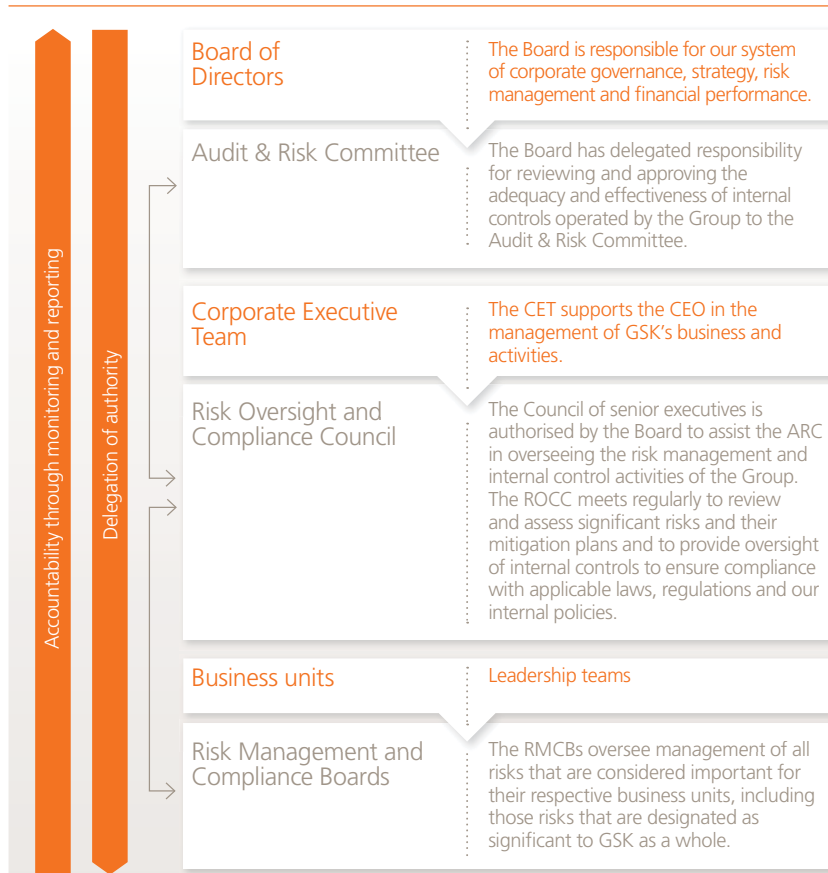 Accountability through monitoring and reporting
Delegation of authority
Board of
Directors
The Board is responsible for our system
of corporate governance, strategy, risk
management and financial performance.
Audit & Risk Committee
The Board has delegated responsibility
for reviewing and approving the
adequacy and effectiveness of internal
controls operated by the Group to the
Audit & Risk Committee.
Corporate Executive
Team
The CET supports the CEO in the
management of GSK's business and
activities.
Risk Oversight and
Compliance Council
The Council of senior executives is
authorised by the Board to assist the ARC
in overseeing the risk management and
internal control activities of the Group.
The ROCC meets regularly to review
and assess significant risks and their
mitigation plans and to provide oversight
of internal controls to ensure compliance
with applicable laws, regulations and our
internal policies.
Business units
Leadership teams
Risk Management and
Compliance Boards
The RMCBs oversee management of all
risks that are considered important for
their respective business units, including
those risks that are designated as
significant to GSK as a whole.